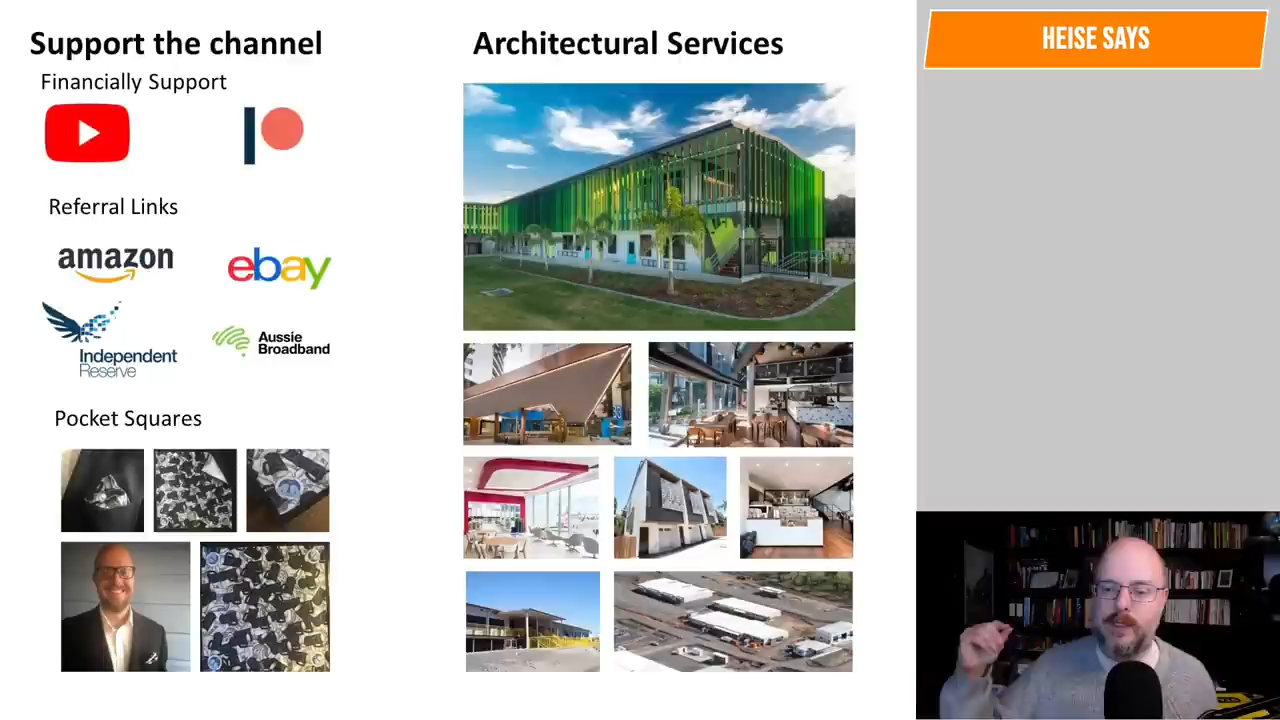 Support the channel
Financially Support
Referral Links
amazon
ebay
Independent
Reserve
Aussie
Broadband
Pocket Squares
Architectural Services
HEISE SAYS